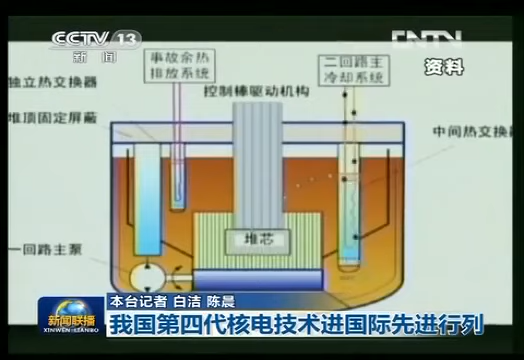 CCTV 13
新闻
CNTV
资料
事故余热
排放系统
二回路主
冷却系统
独立热交换器
控制棒驱动机构
堆顶固定屏蔽
中间热交换器
堆芯
一回路主泵
本台记者 白洁 陈晨
新闻联播
XINWEN LIANBO
我国第四代核电技术进国际先进行列